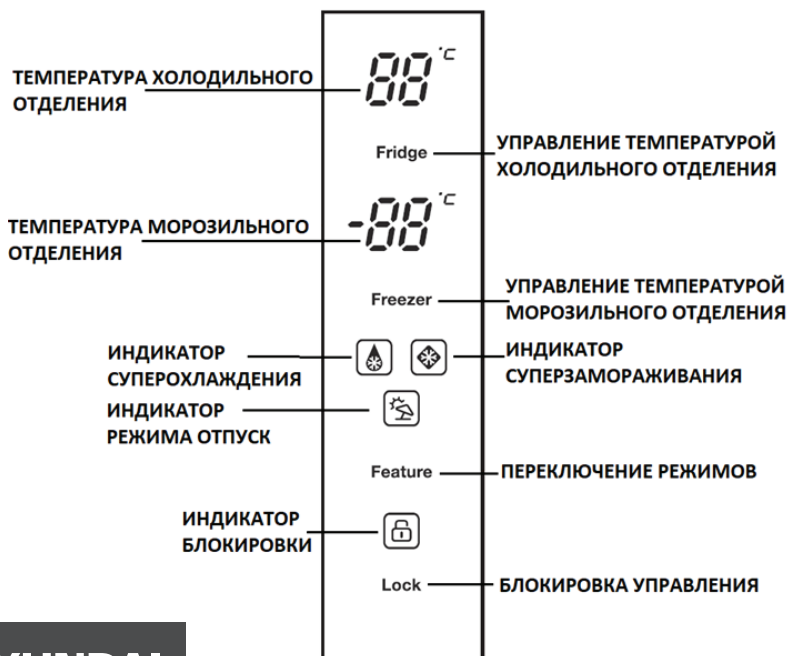 88 °C
ТЕМПЕРАТУРА ХОЛОДИЛЬНОГО
ОТДЕЛЕНИЯ
Fridge
УПРАВЛЕНИЕ ТЕМПЕРАТУРОЙ
ХОЛОДИЛЬНОГО ОТДЕЛЕНИЯ
-88 °C
ТЕМПЕРАТУРА МОРОЗИЛЬНОГО
ОТДЕЛЕНИЯ
Freezer
УПРАВЛЕНИЕ ТЕМПЕРАТУРОЙ
МОРОЗИЛЬНОГО ОТДЕЛЕНИЯ
ИНДИКАТОР
СУПЕРОХЛАЖДЕНИЯ
ИНДИКАТОР
СУПЕРЗАМОРАЖИВАНИЯ
ИНДИКАТОР
РЕЖИМА ОТПУСК
Feature
ПЕРЕКЛЮЧЕНИЕ РЕЖИМОВ
ИНДИКАТОР
БЛОКИРОВКИ
Lock
БЛОКИРОВКА УПРАВЛЕНИЯ